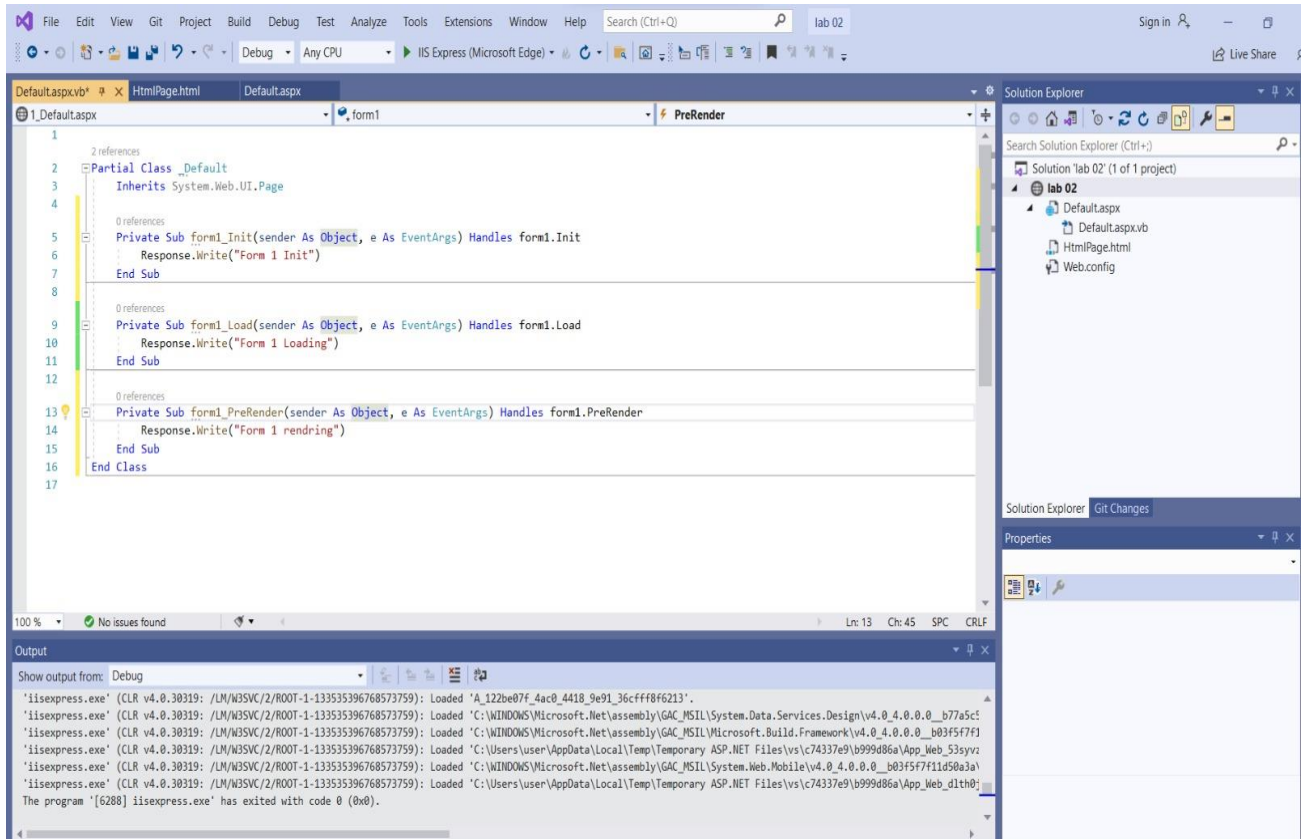 File Edit View Git Project Build Debug Test Analyze Tools Extensions Window Help Search (Ctrl+Q) lab 02 Sign in
Debug Any CPU IIS Express (Microsoft Edge) Live Share
Default.aspx.vb* HtmlPage.html Default.aspx
1_Default.aspx form1 PreRender
1
2 references
2 Partial Class _Default
3 Inherits System.Web.UI.Page
4
0 references
5 Private Sub form1_Init(sender As Object, e As EventArgs) Handles form1.Init
6 Response.Write("Form 1 Init")
7 End Sub
8
0 references
9 Private Sub form1_Load(sender As Object, e As EventArgs) Handles form1.Load
10 Response.Write("Form 1 Loading")
11 End Sub
12
0 references
13 Private Sub form1_PreRender(sender As Object, e As EventArgs) Handles form1.PreRender
14 Response.Write("Form 1 rendring")
15 End Sub
16 End Class
17
100 % No issues found Ln: 13 Ch: 45 SPC CRLF
Output
Show output from: Debug
'iisexpress.exe' (CLR v4.0.30319: /LM/W3SVC/2/ROOT-1-133535396768573759): Loaded 'A_122be07f_4ac0_4418_9e91_36cfff8f6213'.
'iisexpress.exe' (CLR v4.0.30319: /LM/W3SVC/2/ROOT-1-133535396768573759): Loaded 'C:\WINDOWS\Microsoft.Net\assembly\GAC_MSIL\System.Data.Services.Design\v4.0_4.0.0.0__b77a5c5
'iisexpress.exe' (CLR v4.0.30319: /LM/W3SVC/2/ROOT-1-133535396768573759): Loaded 'C:\WINDOWS\Microsoft.Net\assembly\GAC_MSIL\Microsoft.Build.Framework\v4.0_4.0.0.0__b03f5f7f1
'iisexpress.exe' (CLR v4.0.30319: /LM/W3SVC/2/ROOT-1-133535396768573759): Loaded 'C:\Users\user\AppData\Local\Temp\Temporary ASP.NET Files\vs\c74337e9\b999d86a\App_Web_53syvz
'iisexpress.exe' (CLR v4.0.30319: /LM/W3SVC/2/ROOT-1-133535396768573759): Loaded 'C:\WINDOWS\Microsoft.Net\assembly\GAC_MSIL\System.Web.Mobile\v4.0_4.0.0.0__b03f5f7f11d50a3a\
'iisexpress.exe' (CLR v4.0.30319: /LM/W3SVC/2/ROOT-1-133535396768573759): Loaded 'C:\Users\user\AppData\Local\Temp\Temporary ASP.NET Files\vs\c74337e9\b999d86a\App_Web_dlth0j
The program '[6288] iisexpress.exe' has exited with code 0 (0x0).
Solution Explorer
Search Solution Explorer (Ctrl+;)
Solution 'lab 02' (1 of 1 project)
lab 02
Default.aspx
Default.aspx.vb
HtmlPage.html
Web.config
Solution Explorer Git Changes
Properties